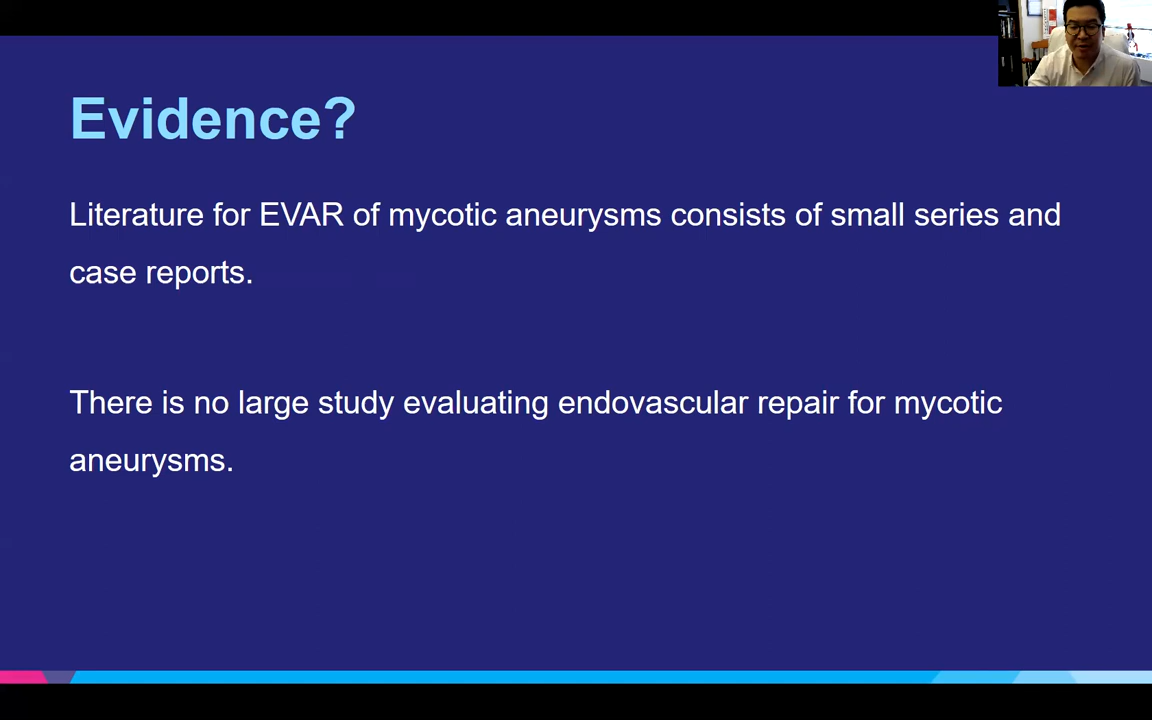 Evidence?
Literature for EVAR of mycotic aneurysms consists of small series and
case reports.
There is no large study evaluating endovascular repair for mycotic
aneurysms.